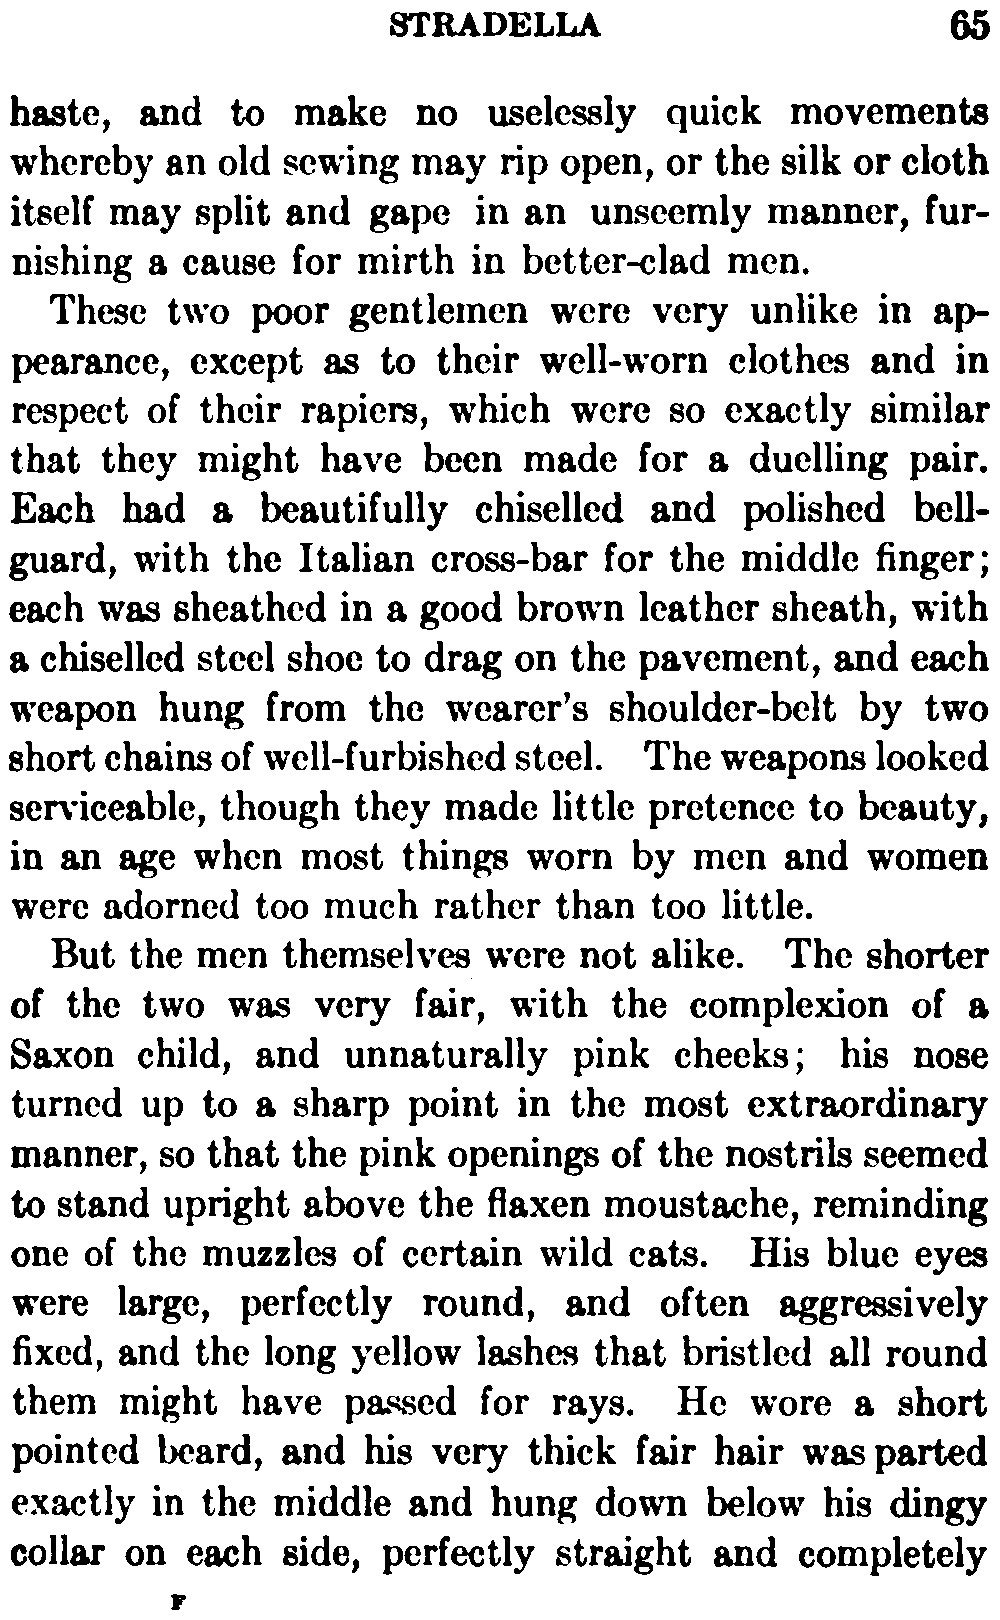 STRADELLA 65
haste, and to make no uselessly quick movements
whereby an old sewing may rip open, or the silk or cloth
itself may split and gape in an unseemly manner, fur-
nishing a cause for mirth in better-clad men.
These two poor gentlemen were very unlike in ap-
pearance, except as to their well-worn clothes and in
respect of their rapiers, which were so exactly similar
that they might have been made for a duelling pair.
Each had a beautifully chiselled and polished bell-
guard, with the Italian cross-bar for the middle finger;
each was sheathed in a good brown leather sheath, with
a chiselled steel shoe to drag on the pavement, and each
weapon hung from the wearer's shoulder-belt by two
short chains of well-furbished steel. The weapons looked
serviceable, though they made little pretence to beauty,
in an age when most things worn by men and women
were adorned too much rather than too little.
But the men themselves were not alike. The shorter
of the two was very fair, with the complexion of a
Saxon child, and unnaturally pink cheeks; his nose
turned up to a sharp point in the most extraordinary
manner, so that the pink openings of the nostrils seemed
to stand upright above the flaxen moustache, reminding
one of the muzzles of certain wild cats. His blue eyes
were large, perfectly round, and often aggressively
fixed, and the long yellow lashes that bristled all round
them might have passed for rays. He wore a short
pointed beard, and his very thick fair hair was parted
exactly in the middle and hung down below his dingy
collar on each side, perfectly straight and completely
F